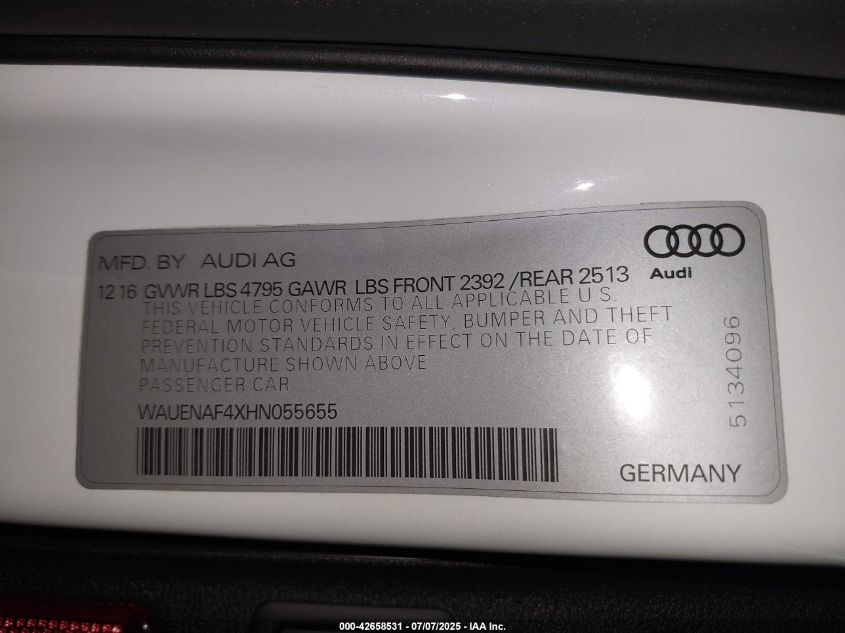 MFD. BY AUDI AG
12 16 GVWR LBS 4795 GAWR LBS FRONT 2392 /REAR 2513
THIS VEHICLE CONFORMS TO ALL APPLICABLE U.S.
FEDERAL MOTOR VEHICLE SAFETY, BUMPER AND THEFT
PREVENTION STANDARDS IN EFFECT ON THE DATE OF
MANUFACTURE SHOWN ABOVE
PASSENGER CAR
WAUENAF4XHN055655
Audi
5134096
GERMANY
000-42658531 - 07/07/2025 - IAA Inc.